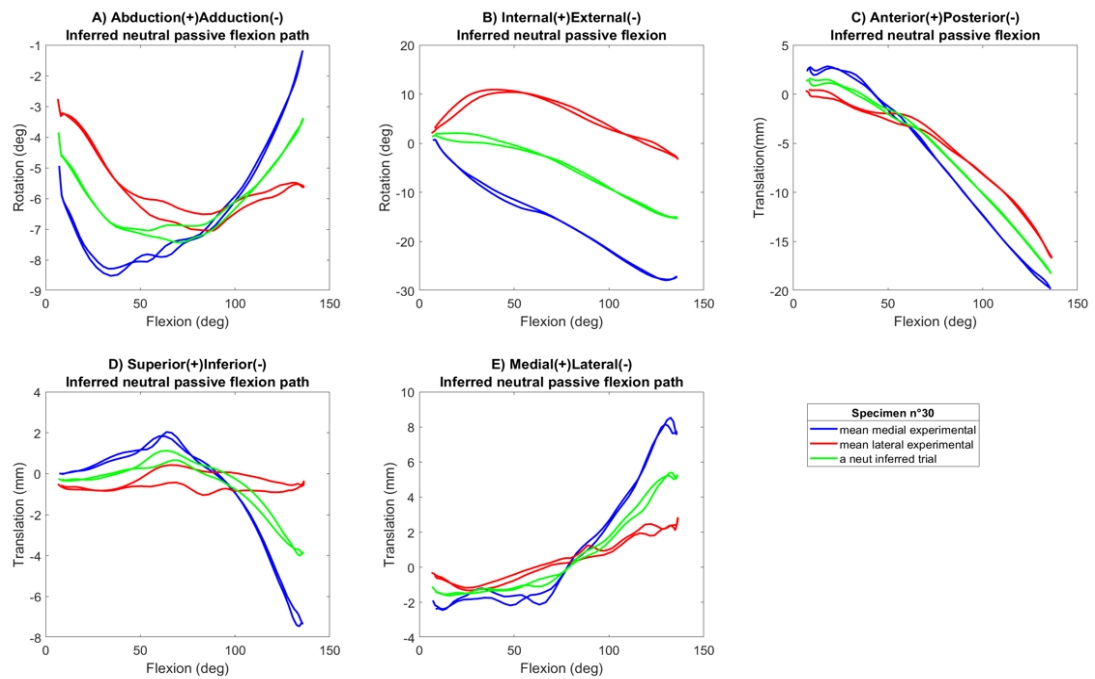 A) Abduction(+)Adduction(-)
Inferred neutral passive flexion path
-1
-2
-3
-4
-5
-6
-7
-8
-9
Rotation (deg)
0
50
100
150
Flexion (deg)
B) Internal(+)External(-)
Inferred neutral passive flexion
20
10
0
-10
-20
-30
Rotation (deg)
0
50
100
150
Flexion (deg)
C) Anterior(+)Posterior(-)
Inferred neutral passive flexion
5
0
-5
-10
-15
-20
Translation(mm)
0
50
100
150
Flexion (deg)
D) Superior(+)Inferior(-)
Inferred neutral passive flexion path
4
2
0
-2
-4
-6
-8
Translation (mm)
0
50
100
150
Flexion (deg)
E) Medial(+)Lateral(-)
Inferred neutral passive flexion path
10
8
6
4
2
0
-2
-4
Translation (mm)
0
50
100
150
Flexion (deg)
Specimen n°30
mean medial experimental
mean lateral experimental
a neut inferred trial